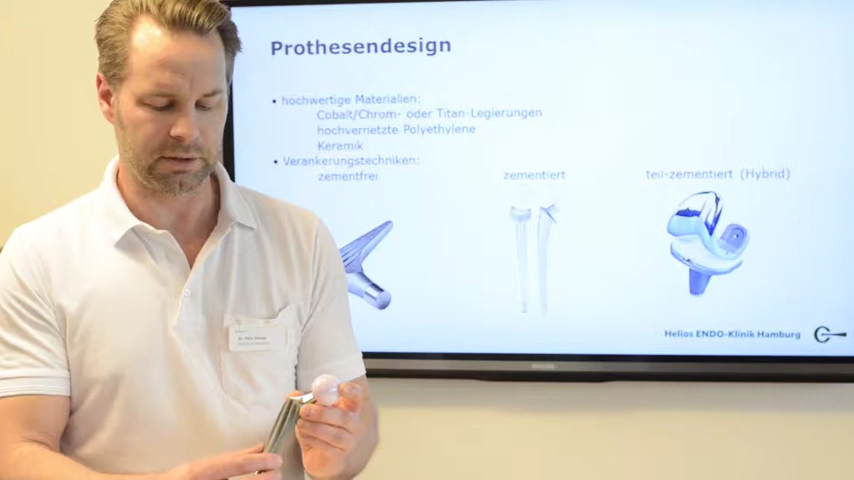 Prothesendesign
• hochwertige Materialien:
Cobalt/Chrom- oder Titan-Legierungen
hochvernetzte Polyethylene
Keramik
• Verankerungstechniken:
zementfrei zementiert teil-zementiert (Hybrid)
Helios ENDO-Klinik Hamburg